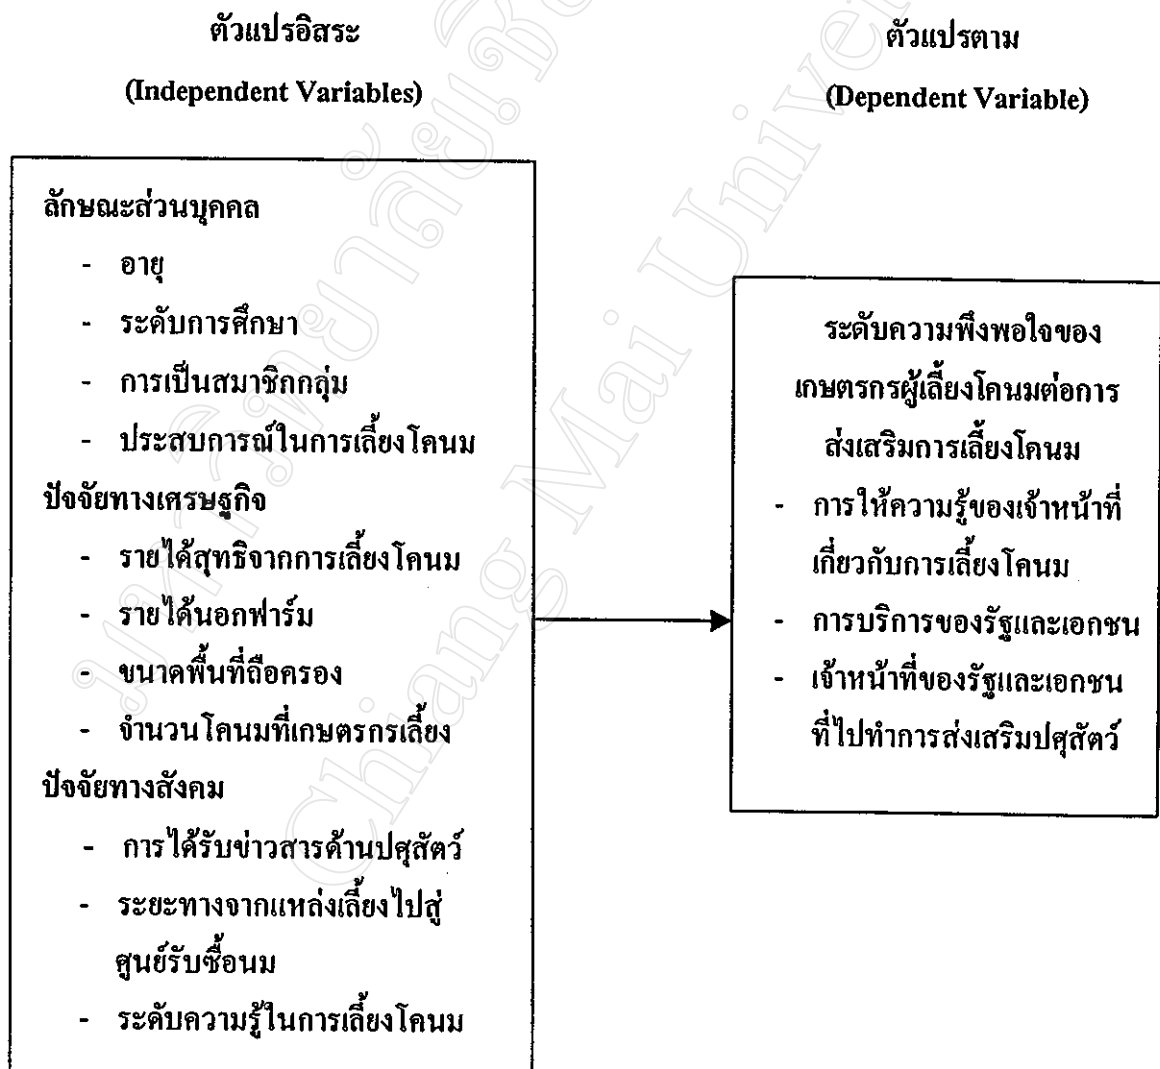 ตัวแปรอิสระ
(Independent Variables)
ลักษณะส่วนบุคคล
- อายุ
- ระดับการศึกษา
- การเป็นสมาชิกกลุ่ม
- ประสบการณ์ในการเลี้ยงโคนม
ปัจจัยทางเศรษฐกิจ
- รายได้สุทธิจากการเลี้ยงโคนม
- รายได้นอกฟาร์ม
- ขนาดพื้นที่ถือครอง
- จำนวนโคนมที่เกษตรกรเลี้ยง
ปัจจัยทางสังคม
- การได้รับข่าวสารด้านปศุสัตว์
- ระยะทางจากแหล่งเลี้ยงไปสู่
ศูนย์รับซื้อนม
- ระดับความรู้ในการเลี้ยงโคนม
ตัวแปรตาม
(Dependent Variable)
ระดับความพึงพอใจของ
เกษตรกรผู้เลี้ยงโคนมต่อการ
ส่งเสริมการเลี้ยงโคนม
- การให้ความรู้ของเจ้าหน้าที่
เกี่ยวกับการเลี้ยงโคนม
- การบริการของรัฐและเอกชน
- เจ้าหน้าที่ของรัฐและเอกชน
ที่ไปทำการส่งเสริมปศุสัตว์
มหาวิทยาลัยเชี
Chiang Mai Univer